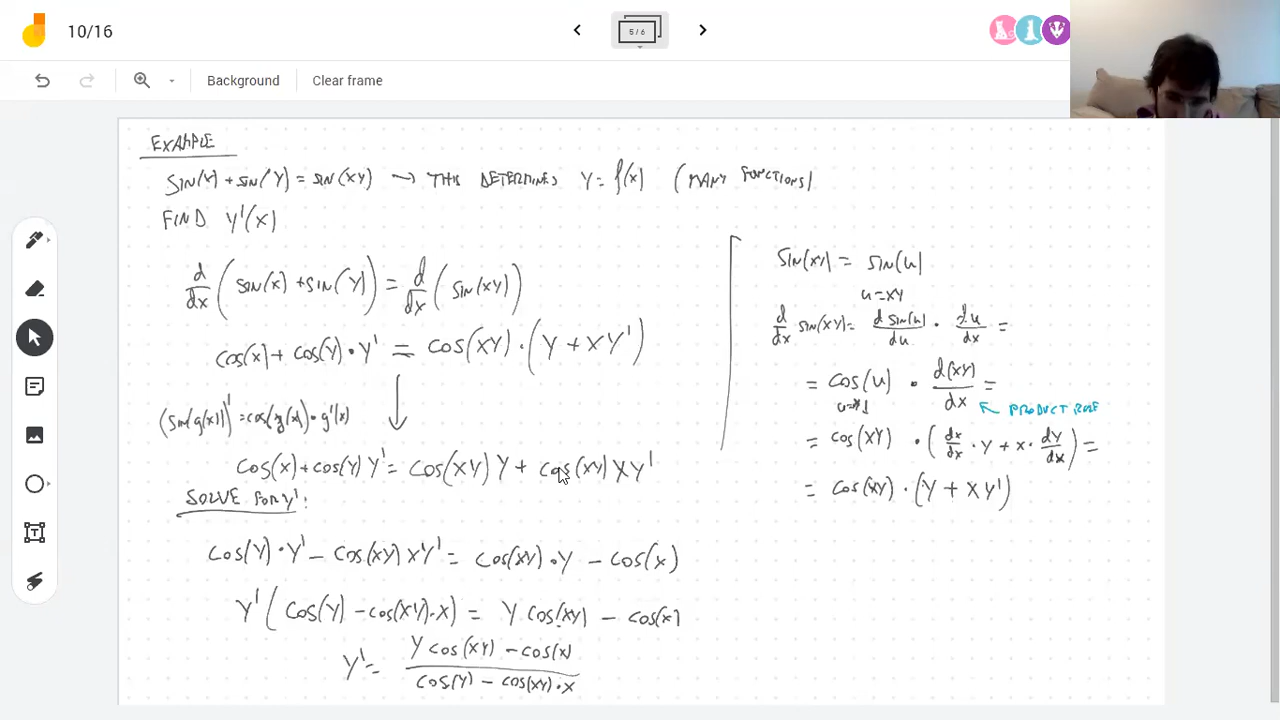 10/16
5/6
Background
Clear frame
EXAMPLE
SIN(X) + SIN(Y) = SIN(XY) → THIS DETERMINES Y = f(x) (MANY FUNCTIONS)
FIND Y'(X)
d/dx (SIN(X) + SIN(Y)) = d/dx (SIN(XY))
COS(X) + COS(Y)·Y' = COS(XY)·(Y + XY')
(SIN(g(x)))' = COS(g(x))·g'(x)
COS(X) + COS(Y) Y' = COS(XY) Y + COS(XY) XY'
SOLVE FOR Y':
COS(Y)·Y' – COS(XY) XY' = COS(XY)·Y – COS(X)
Y' (COS(Y) – COS(XY)·X) = Y COS(XY) – COS(X)
Y' = Y COS(XY) – COS(X)
COS(Y) – COS(XY)·X
SIN(XY) = SIN(U)
U = XY
d/dx SIN(XY) = d SIN(U)/dU · dU/dx =
= COS(U) · d(XY)/dx =
PRODUCT RULE
= COS(XY) · (dx/dx · Y + X · dY/dx) =
= COS(XY) · (Y + XY')